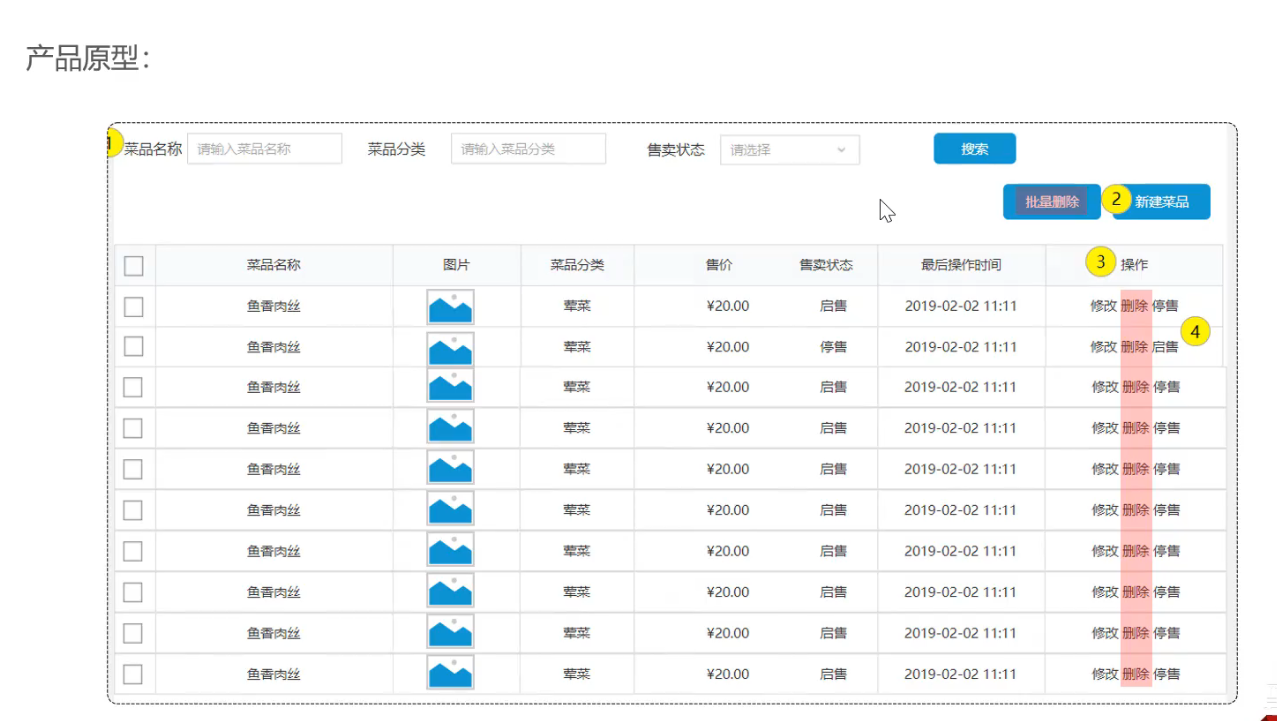 产品原型：
1 菜品名称 请输入菜品名称 菜品分类 请输入菜品分类 售卖状态 请选择 搜索
批量删除 2 新建菜品
菜品名称 图片 菜品分类 售价 售卖状态 最后操作时间 3 操作
鱼香肉丝 荤菜 ¥20.00 启售 2019-02-02 11:11 修改 删除 停售
4
鱼香肉丝 荤菜 ¥20.00 停售 2019-02-02 11:11 修改 删除 启售
鱼香肉丝 荤菜 ¥20.00 启售 2019-02-02 11:11 修改 删除 停售
鱼香肉丝 荤菜 ¥20.00 启售 2019-02-02 11:11 修改 删除 停售
鱼香肉丝 荤菜 ¥20.00 启售 2019-02-02 11:11 修改 删除 停售
鱼香肉丝 荤菜 ¥20.00 启售 2019-02-02 11:11 修改 删除 停售
鱼香肉丝 荤菜 ¥20.00 启售 2019-02-02 11:11 修改 删除 停售
鱼香肉丝 荤菜 ¥20.00 启售 2019-02-02 11:11 修改 删除 停售
鱼香肉丝 荤菜 ¥20.00 启售 2019-02-02 11:11 修改 删除 停售
鱼香肉丝 荤菜 ¥20.00 启售 2019-02-02 11:11 修改 删除 停售